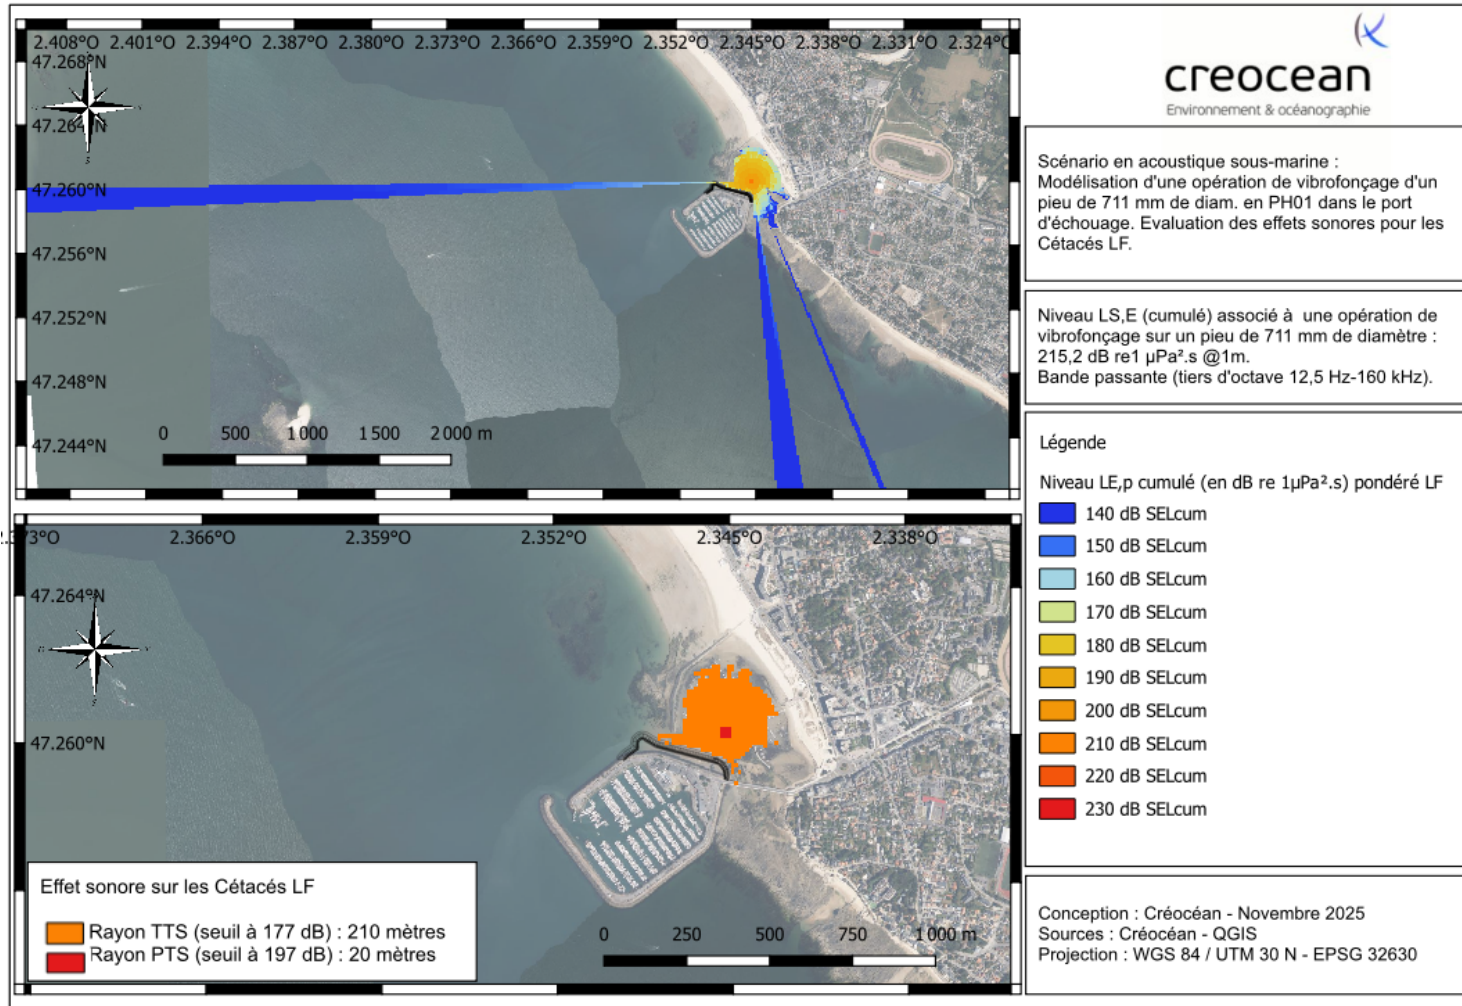 2.408°O 2.401°O 2.394°O 2.387°O 2.380°O 2.373°O 2.366°O 2.359°O 2.352°O 2.345°O 2.338°O 2.331°O 2.324°O
47.268°N
47.264°N
47.260°N
47.256°N
47.252°N
47.248°N
47.244°N
0 500 1 000 1 500 2 000 m
2.366°O 2.359°O 2.352°O 2.345°O 2.338°O
47.264°N
47.260°N
Effet sonore sur les Cétacés LF
Rayon TTS (seuil à 177 dB) : 210 mètres
Rayon PTS (seuil à 197 dB) : 20 mètres
0 250 500 750 1 000 m
creocean
Environnement & océanographie
Scénario en acoustique sous-marine :
Modélisation d'une opération de vibrofonçage d'un
pieu de 711 mm de diam. en PH01 dans le port
d'échouage. Evaluation des effets sonores pour les
Cétacés LF.
Niveau LS,E (cumulé) associé à une opération de
vibrofonçage sur un pieu de 711 mm de diamètre :
215,2 dB re1 µPa².s @1m.
Bande passante (tiers d'octave 12,5 Hz-160 kHz).
Légende
Niveau LE,p cumulé (en dB re 1µPa².s) pondéré LF
140 dB SELcum
150 dB SELcum
160 dB SELcum
170 dB SELcum
180 dB SELcum
190 dB SELcum
200 dB SELcum
210 dB SELcum
220 dB SELcum
230 dB SELcum
Conception : Créocéan - Novembre 2025
Sources : Créocéan - QGIS
Projection : WGS 84 / UTM 30 N - EPSG 32630